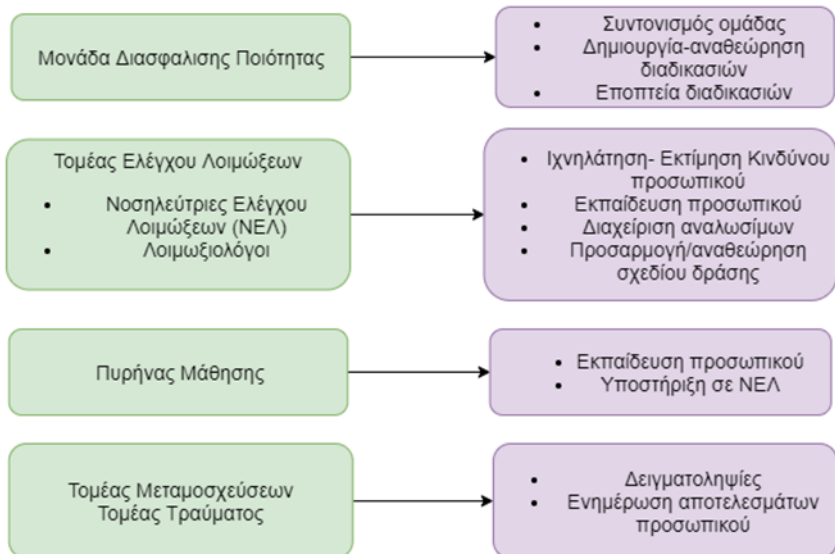 Μονάδα Διασφαλισης Ποιότητας
• Συντονισμός ομάδας
• Δημιουργία-αναθεώρηση
διαδικασιών
• Εποπτεία διαδικασιών
Τομέας Ελέγχου Λοιμώξεων
• Νοσηλεύτριες Ελέγχου
Λοιμώξεων (ΝΕΛ)
• Λοιμωξιολόγοι
• Ιχνηλάτηση- Εκτίμηση Κινδύνου
προσωπικού
• Εκπαίδευση προσωπικού
• Διαχείριση αναλωσίμων
• Προσαρμογή/αναθεώρηση
σχεδίου δράσης
Πυρήνας Μάθησης
• Εκπαίδευση προσωπικού
• Υποστήριξη σε ΝΕΛ
Τομέας Μεταμοσχεύσεων
Τομέας Τραύματος
• Δειγματοληψίες
• Ενημέρωση αποτελεσμάτων
προσωπικού